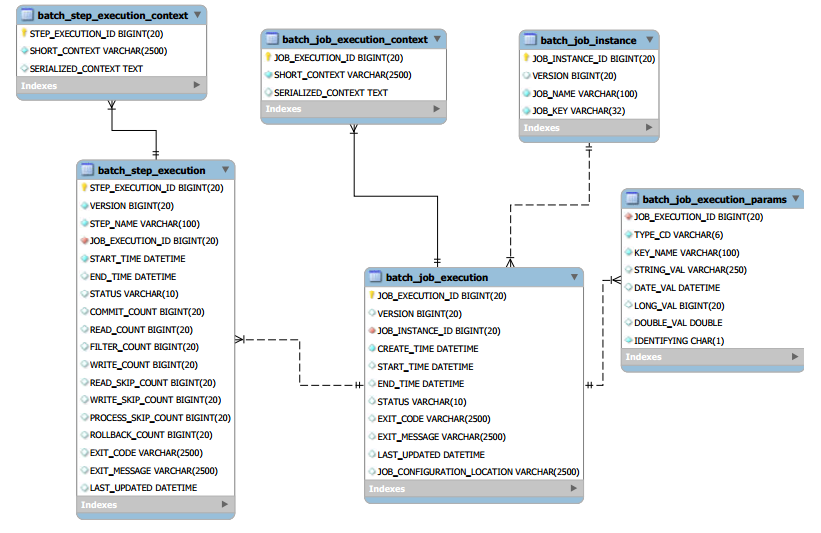 batch_step_execution_context
STEP_EXECUTION_ID BIGINT(20)
SHORT_CONTEXT VARCHAR(2500)
SERIALIZED_CONTEXT TEXT
Indexes
batch_job_execution_context
JOB_EXECUTION_ID BIGINT(20)
SHORT_CONTEXT VARCHAR(2500)
SERIALIZED_CONTEXT TEXT
Indexes
batch_job_instance
JOB_INSTANCE_ID BIGINT(20)
VERSION BIGINT(20)
JOB_NAME VARCHAR(100)
JOB_KEY VARCHAR(32)
Indexes
batch_step_execution
STEP_EXECUTION_ID BIGINT(20)
VERSION BIGINT(20)
STEP_NAME VARCHAR(100)
JOB_EXECUTION_ID BIGINT(20)
START_TIME DATETIME
END_TIME DATETIME
STATUS VARCHAR(10)
COMMIT_COUNT BIGINT(20)
READ_COUNT BIGINT(20)
FILTER_COUNT BIGINT(20)
WRITE_COUNT BIGINT(20)
READ_SKIP_COUNT BIGINT(20)
WRITE_SKIP_COUNT BIGINT(20)
PROCESS_SKIP_COUNT BIGINT(20)
ROLLBACK_COUNT BIGINT(20)
EXIT_CODE VARCHAR(2500)
EXIT_MESSAGE VARCHAR(2500)
LAST_UPDATED DATETIME
Indexes
batch_job_execution
JOB_EXECUTION_ID BIGINT(20)
VERSION BIGINT(20)
JOB_INSTANCE_ID BIGINT(20)
CREATE_TIME DATETIME
START_TIME DATETIME
END_TIME DATETIME
STATUS VARCHAR(10)
EXIT_CODE VARCHAR(2500)
EXIT_MESSAGE VARCHAR(2500)
LAST_UPDATED DATETIME
JOB_CONFIGURATION_LOCATION VARCHAR(2500)
Indexes
batch_job_execution_params
JOB_EXECUTION_ID BIGINT(20)
TYPE_CD VARCHAR(6)
KEY_NAME VARCHAR(100)
STRING_VAL VARCHAR(250)
DATE_VAL DATETIME
LONG_VAL BIGINT(20)
DOUBLE_VAL DOUBLE
IDENTIFYING CHAR(1)
Indexes